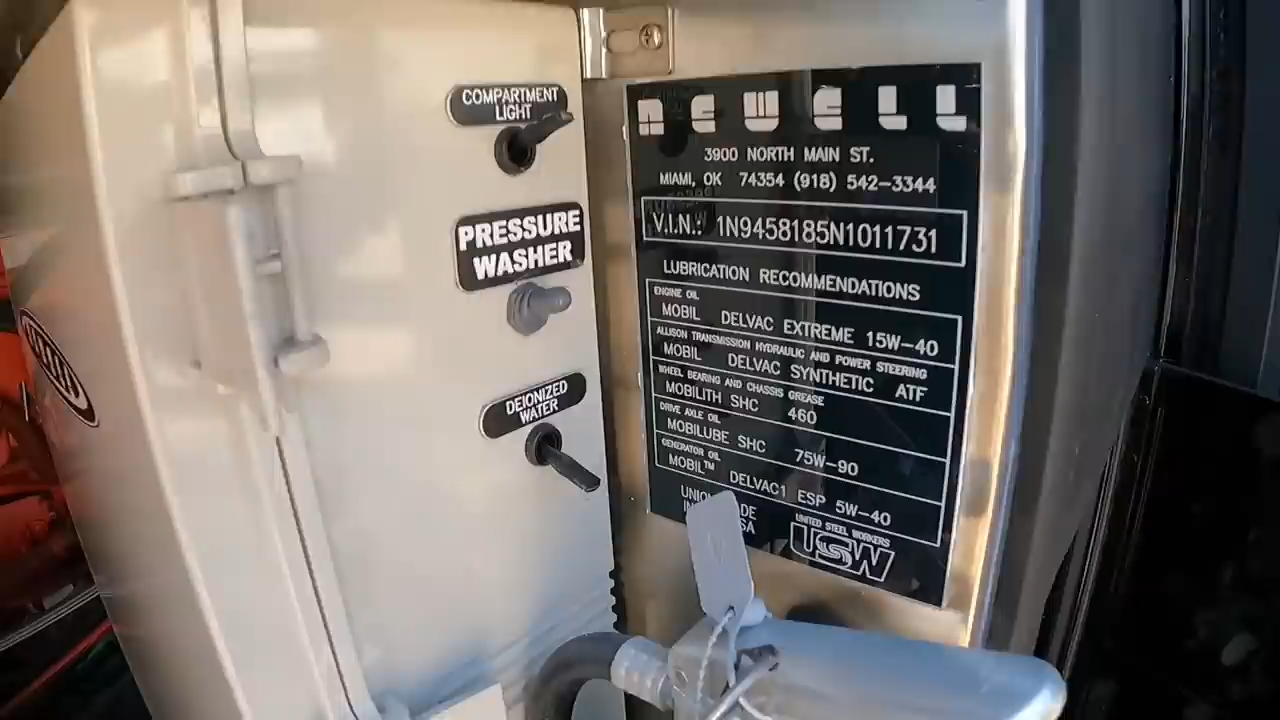 COMPARTMENT
LIGHT
PRESSURE
WASHER
DEIONIZED
WATER
NEWELL
3900 NORTH MAIN ST.
MIAMI, OK 74354 (918) 542-3344
V.I.N.: 1N9458185N1011731
LUBRICATION RECOMMENDATIONS
ENGINE OIL
MOBIL DELVAC EXTREME 15W-40
ALLISON TRANSMISSION HYDRAULIC AND POWER STEERING
MOBIL DELVAC SYNTHETIC ATF
WHEEL BEARING AND CHASSIS GREASE
MOBILITH SHC 460
DRIVE AXLE OIL
MOBILUBE SHC 75W-90
GENERATOR OIL
MOBIL™ DELVAC1 ESP 5W-40
UNITED STEEL WORKERS
USW